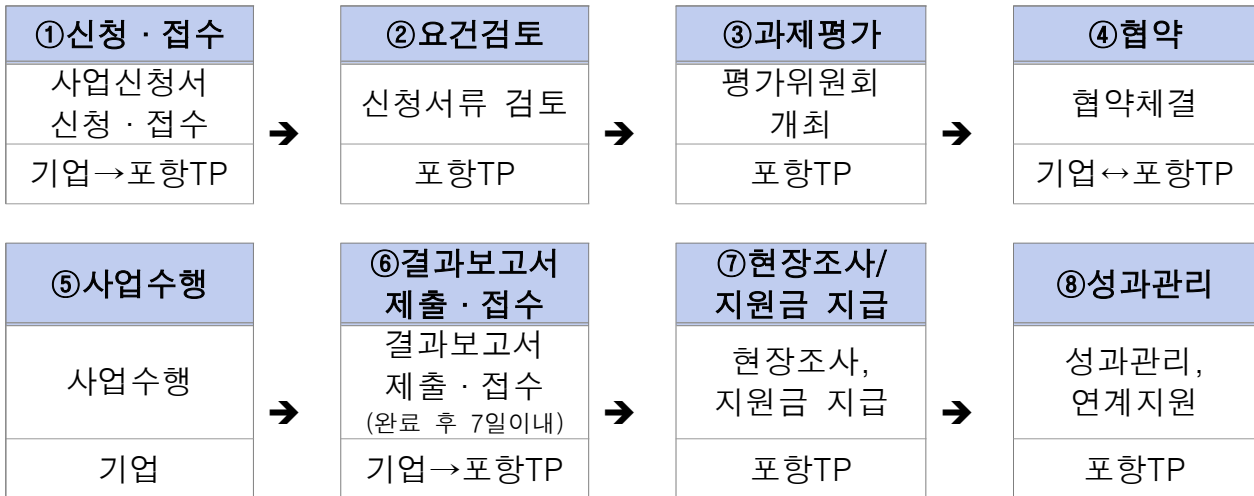 ①신청 · 접수
사업신청서
신청 · 접수
기업→포항TP
➔
②요건검토
신청서류 검토
포항TP
➔
③과제평가
평가위원회
개최
포항TP
➔
④협약
협약체결
기업↔포항TP
⑤사업수행
사업수행
기업
➔
⑥결과보고서
제출 · 접수
결과보고서
제출 · 접수
(완료 후 7일이내)
기업→포항TP
➔
⑦현장조사/
지원금 지급
현장조사,
지원금 지급
포항TP
➔
⑧성과관리
성과관리,
연계지원
포항TP